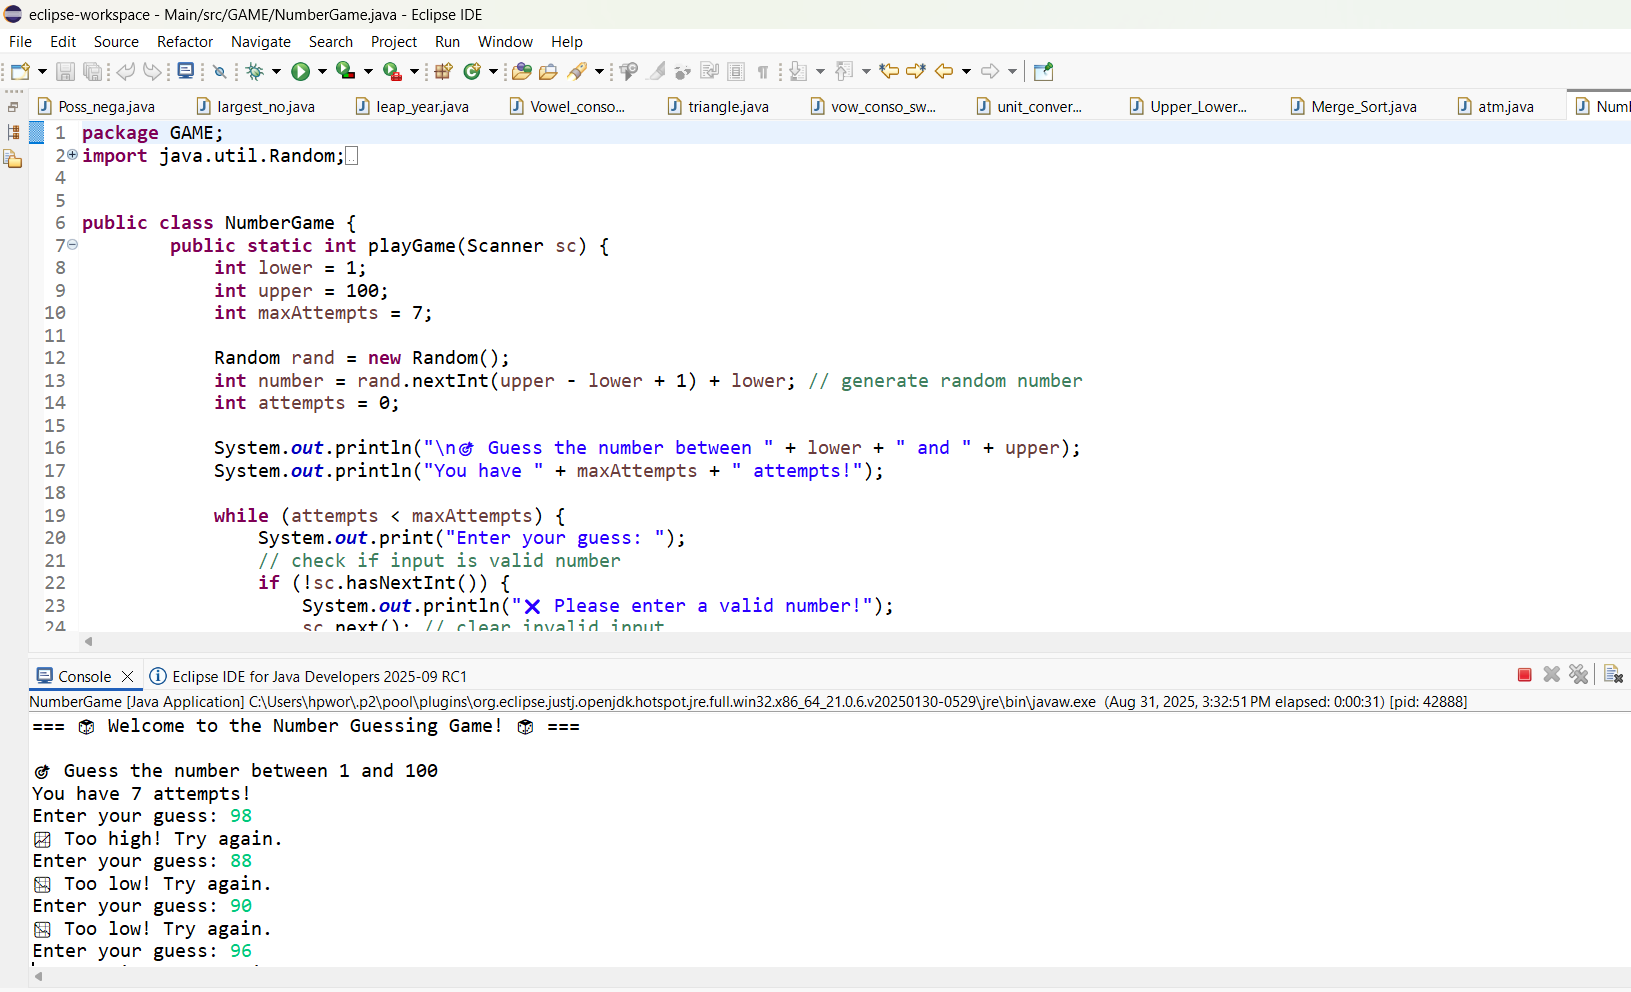 eclipse-workspace - Main/src/GAME/NumberGame.java - Eclipse IDE
File Edit Source Refactor Navigate Search Project Run Window Help
Poss_nega.java largest_no.java leap_year.java Vowel_conso... triangle.java vow_conso_sw... unit_conver... Upper_Lower... Merge_Sort.java atm.java Numl
1 package GAME;
2 import java.util.Random;
4
5
6 public class NumberGame {
7 public static int playGame(Scanner sc) {
8 int lower = 1;
9 int upper = 100;
10 int maxAttempts = 7;
11
12 Random rand = new Random();
13 int number = rand.nextInt(upper - lower + 1) + lower; // generate random number
14 int attempts = 0;
15
16 System.out.println("\n🎯 Guess the number between " + lower + " and " + upper);
17 System.out.println("You have " + maxAttempts + " attempts!");
18
19 while (attempts < maxAttempts) {
20 System.out.print("Enter your guess: ");
21 // check if input is valid number
22 if (!sc.hasNextInt()) {
23 System.out.println("❌ Please enter a valid number!");
24 sc.next(); // clear invalid input
Console Eclipse IDE for Java Developers 2025-09 RC1
NumberGame [Java Application] C:\Users\hpwor\.p2\pool\plugins\org.eclipse.justj.openjdk.hotspot.jre.full.win32.x86_64_21.0.6.v20250130-0529\jre\bin\javaw.exe (Aug 31, 2025, 3:32:51 PM elapsed: 0:00:31) [pid: 42888]
=== 🎲 Welcome to the Number Guessing Game! 🎲 ===
🎯 Guess the number between 1 and 100
You have 7 attempts!
Enter your guess: 98
📈 Too high! Try again.
Enter your guess: 88
📉 Too low! Try again.
Enter your guess: 90
📉 Too low! Try again.
Enter your guess: 96